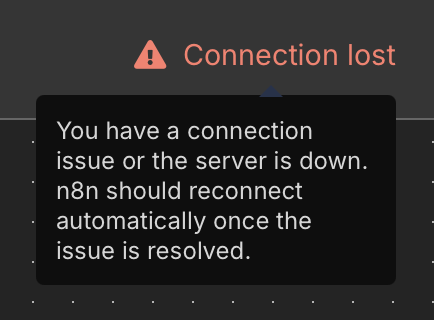 Connection lost
You have a connection
issue or the server is down.
n8n should reconnect
automatically once the
issue is resolved.